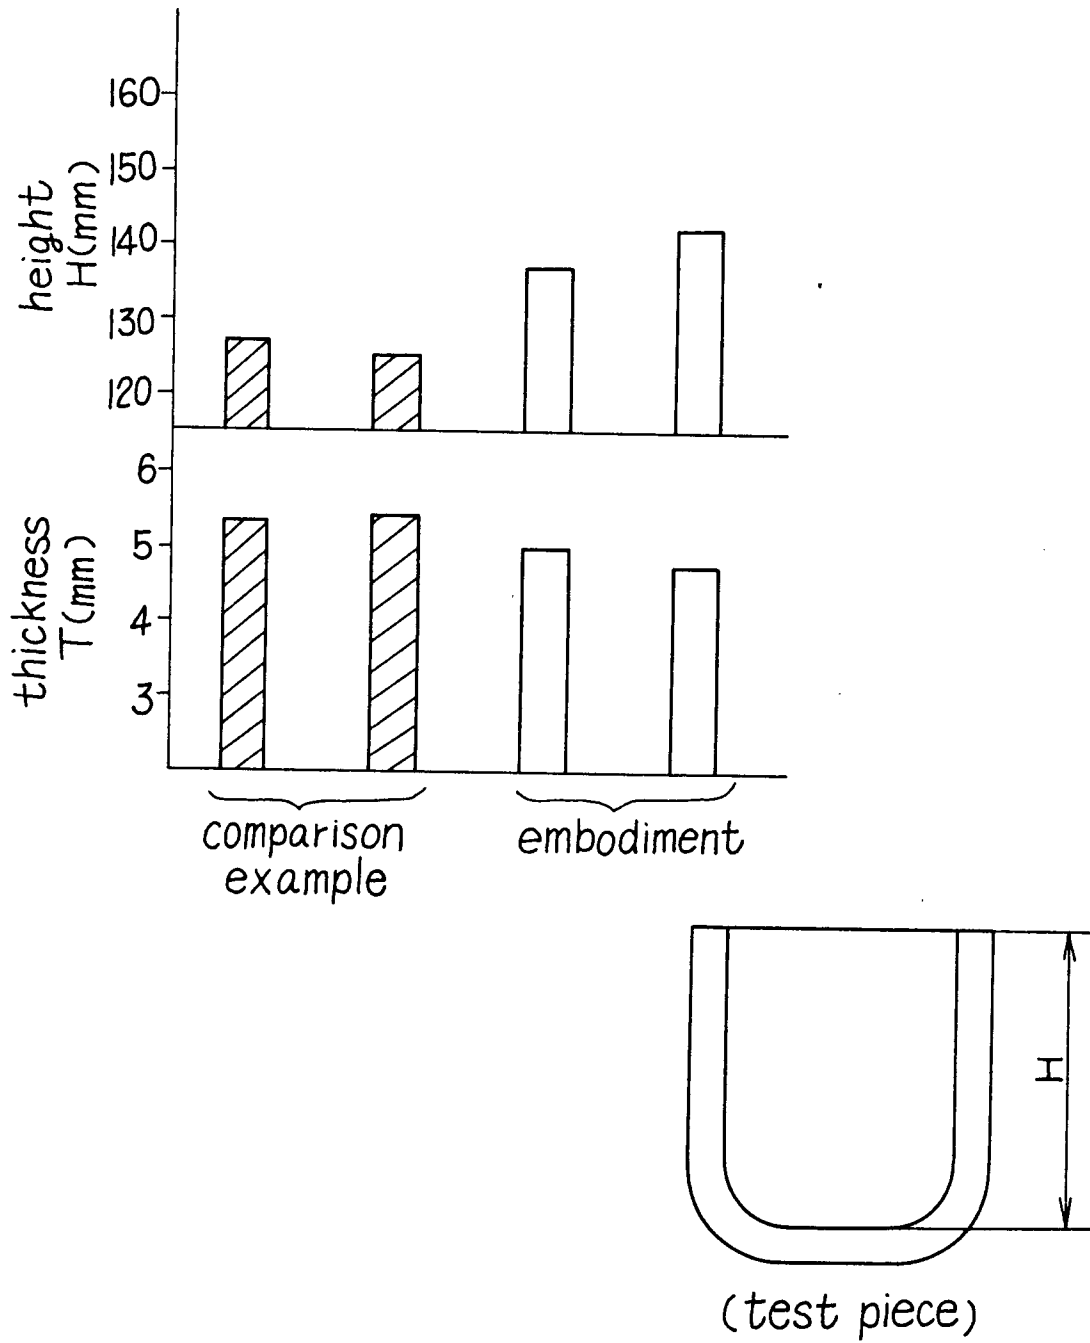 height
H(mm)
160
150
140
130
120
thickness
T(mm)
6
5
4
3
comparison
example
embodiment
H
(test piece)